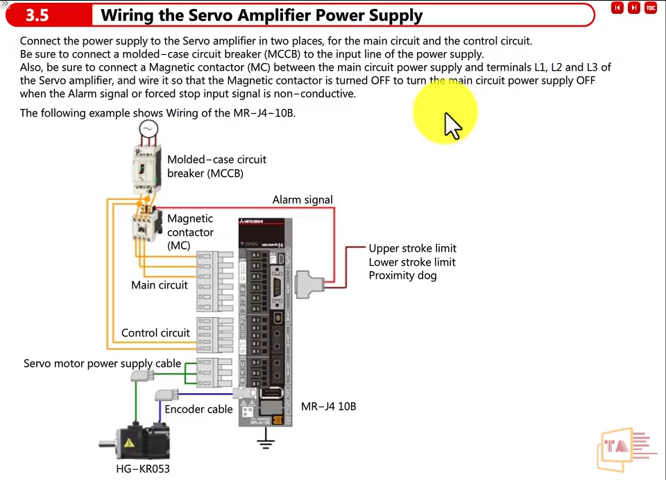 3.5 Wiring the Servo Amplifier Power Supply
TOC
Connect the power supply to the Servo amplifier in two places, for the main circuit and the control circuit.
Be sure to connect a molded-case circuit breaker (MCCB) to the input line of the power supply.
Also, be sure to connect a Magnetic contactor (MC) between the main circuit power supply and terminals L1, L2 and L3 of
the Servo amplifier, and wire it so that the Magnetic contactor is turned OFF to turn the main circuit power supply OFF
when the Alarm signal or forced stop input signal is non-conductive.
The following example shows Wiring of the MR-J4-10B.
Molded-case circuit
breaker (MCCB)
Alarm signal
Magnetic
contactor
(MC)
Upper stroke limit
Lower stroke limit
Proximity dog
Main circuit
Control circuit
Servo motor power supply cable
Encoder cable
MR-J4 10B
HG-KR053
TA